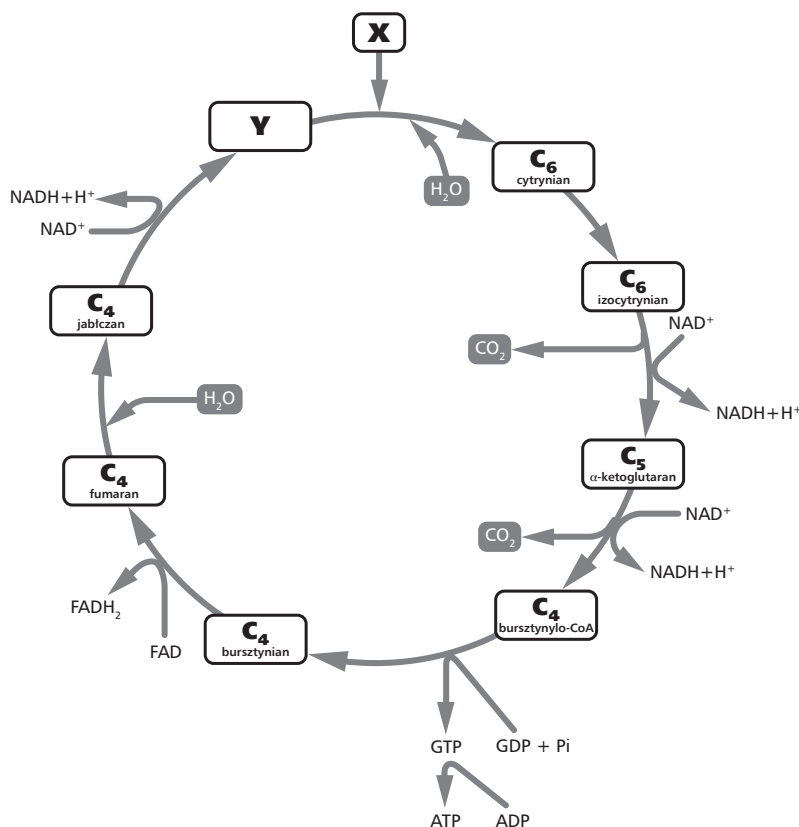 X
Y
C₆
cytrynian
H₂O
NADH+H⁺
NAD⁺
C₆
izocytrynian
C₄
jabłczan
NAD⁺
CO₂
NADH+H⁺
H₂O
C₅
α-ketoglutaran
C₄
fumaran
NAD⁺
CO₂
NADH+H⁺
FADH₂
C₄
bursztynylo-CoA
FAD
C₄
bursztynian
GTP
GDP + Pi
ATP
ADP